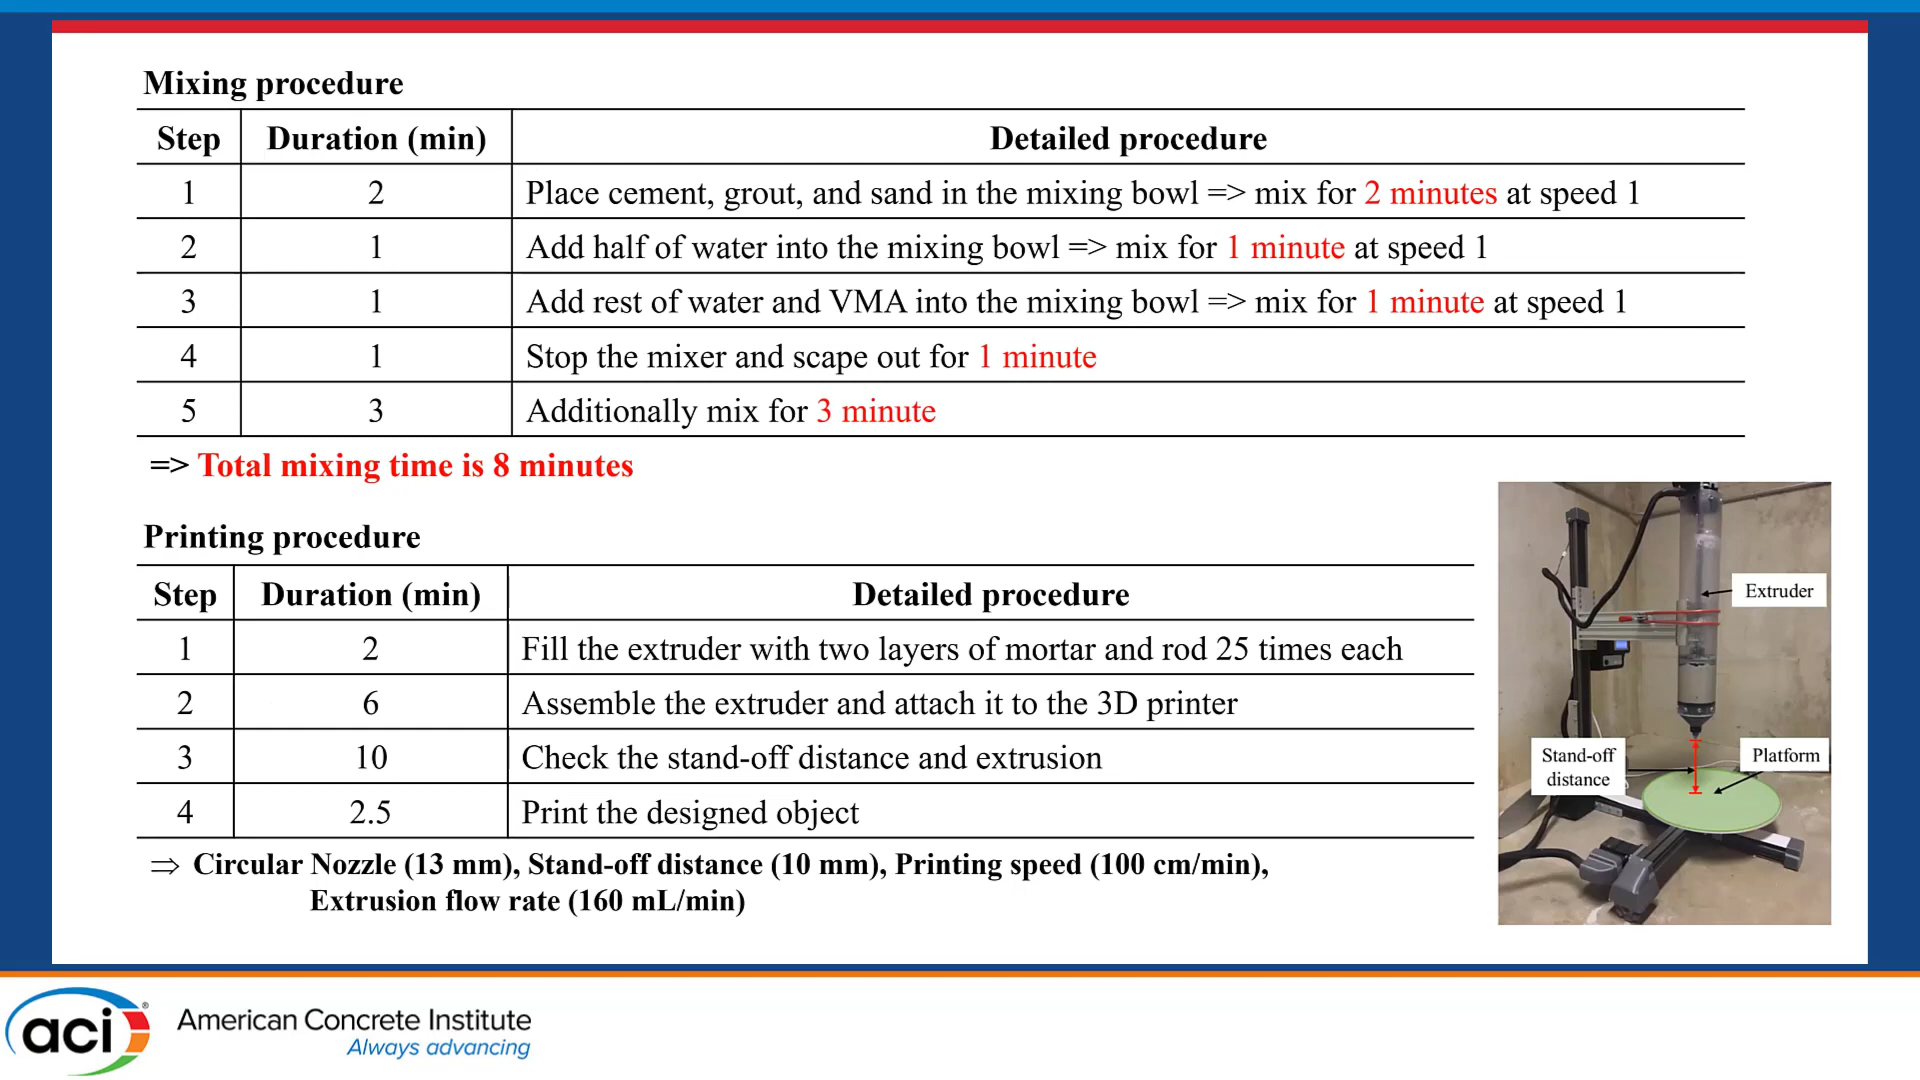 Mixing procedure
Step Duration (min) Detailed procedure
1 2 Place cement, grout, and sand in the mixing bowl => mix for 2 minutes at speed 1
2 1 Add half of water into the mixing bowl => mix for 1 minute at speed 1
3 1 Add rest of water and VMA into the mixing bowl => mix for 1 minute at speed 1
4 1 Stop the mixer and scape out for 1 minute
5 3 Additionally mix for 3 minute
=> Total mixing time is 8 minutes
Printing procedure
Step Duration (min) Detailed procedure
1 2 Fill the extruder with two layers of mortar and rod 25 times each
2 6 Assemble the extruder and attach it to the 3D printer
3 10 Check the stand-off distance and extrusion
4 2.5 Print the designed object
⇒ Circular Nozzle (13 mm), Stand-off distance (10 mm), Printing speed (100 cm/min),
Extrusion flow rate (160 mL/min)
Extruder
Stand-off
distance
Platform
aci®
American Concrete Institute
Always advancing